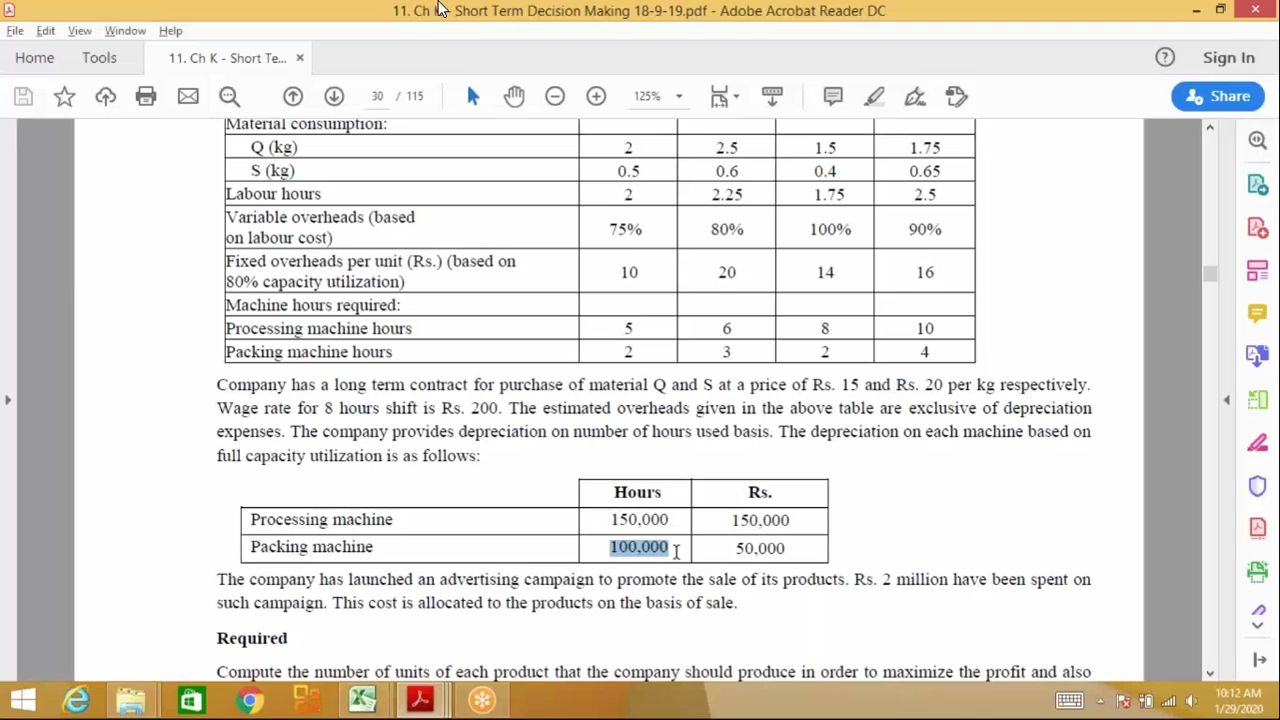 11. Ch K - Short Term Decision Making 18-9-19.pdf - Adobe Acrobat Reader DC
File Edit View Window Help
Home Tools 11. Ch K - Short Te... × Sign In
30 / 115 125% Share
Material consumption:
Q (kg) 2 2.5 1.5 1.75
S (kg) 0.5 0.6 0.4 0.65
Labour hours 2 2.25 1.75 2.5
Variable overheads (based
on labour cost) 75% 80% 100% 90%
Fixed overheads per unit (Rs.) (based on
80% capacity utilization) 10 20 14 16
Machine hours required:
Processing machine hours 5 6 8 10
Packing machine hours 2 3 2 4
Company has a long term contract for purchase of material Q and S at a price of Rs. 15 and Rs. 20 per kg respectively.
Wage rate for 8 hours shift is Rs. 200. The estimated overheads given in the above table are exclusive of depreciation
expenses. The company provides depreciation on number of hours used basis. The depreciation on each machine based on
full capacity utilization is as follows:
Hours Rs.
Processing machine 150,000 150,000
Packing machine 100,000 50,000
The company has launched an advertising campaign to promote the sale of its products. Rs. 2 million have been spent on
such campaign. This cost is allocated to the products on the basis of sale.
Required
Compute the number of units of each product that the company should produce in order to maximize the profit and also
10:12 AM
1/29/2020